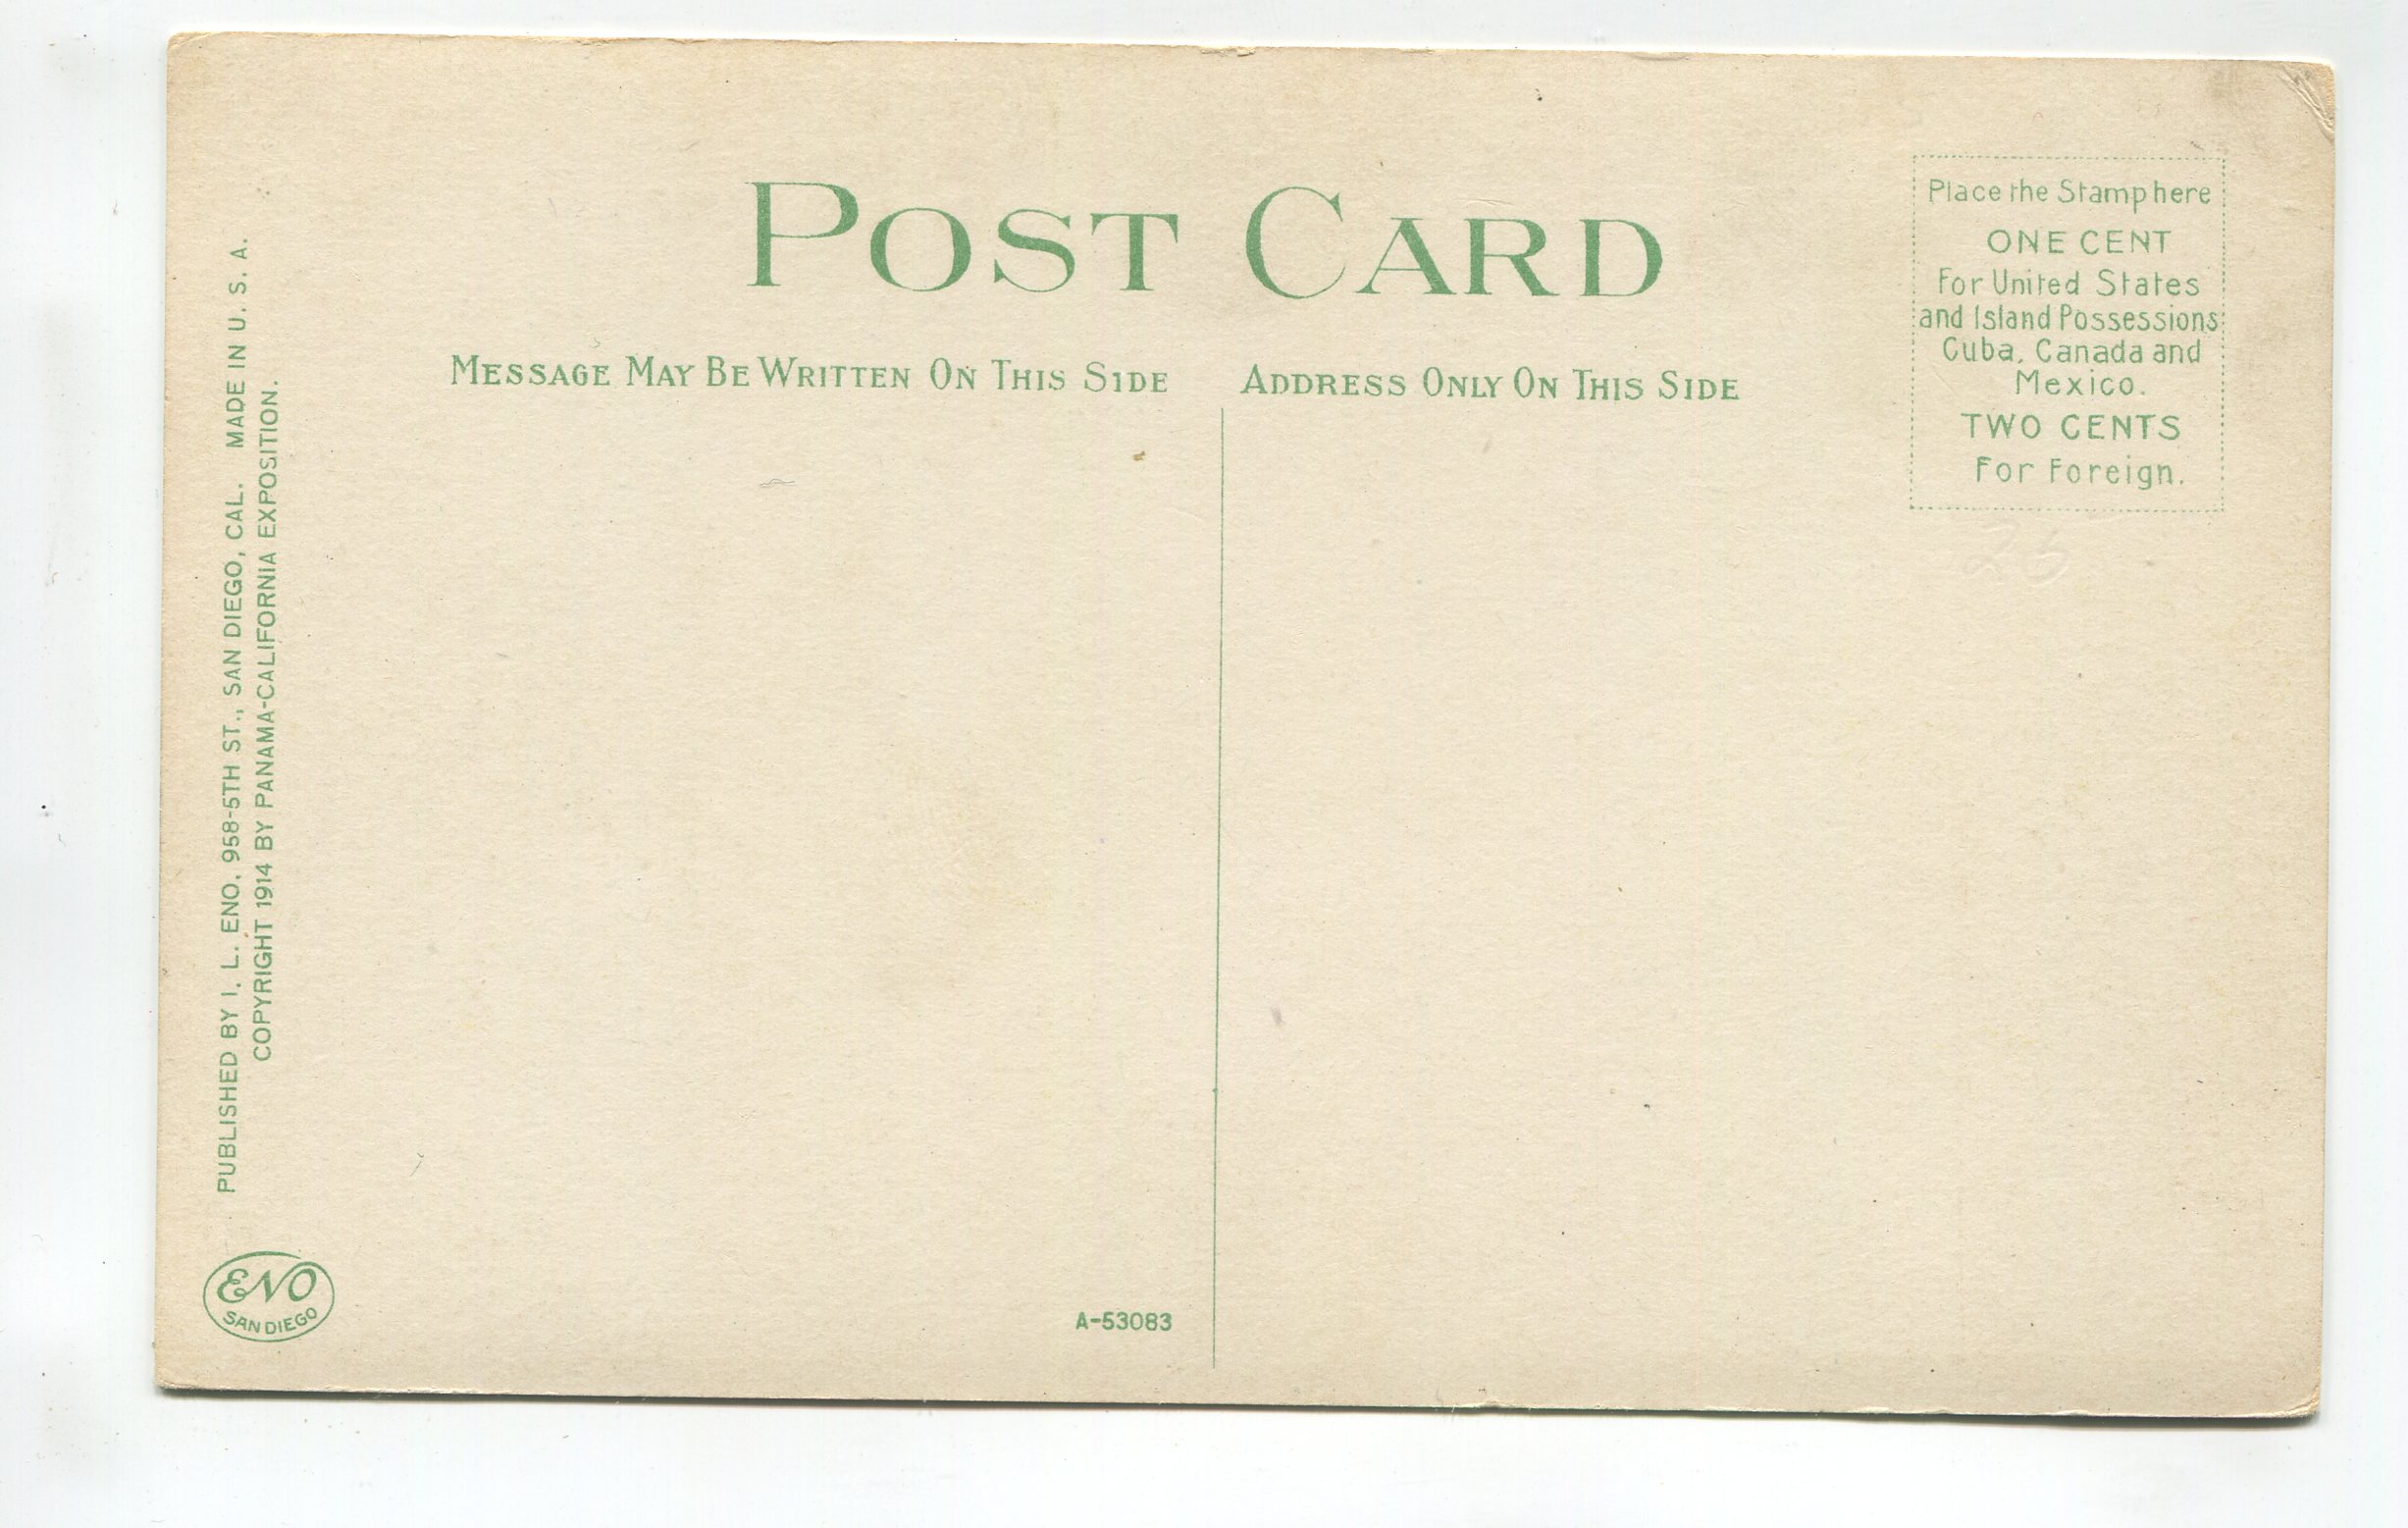 POST CARD
MESSAGE MAY BE WRITTEN ON THIS SIDE
ADDRESS ONLY ON THIS SIDE
Place the Stamp here
ONE CENT
For United States
and Island Possessions
Cuba, Canada and
Mexico.
TWO CENTS
For Foreign.
PUBLISHED BY I. L. ENO. 958-5TH ST., SAN DIEGO, CAL. MADE IN U. S. A.
COPYRIGHT 1914 BY PANAMA-CALIFORNIA EXPOSITION.
ENO
SAN DIEGO
A-53083